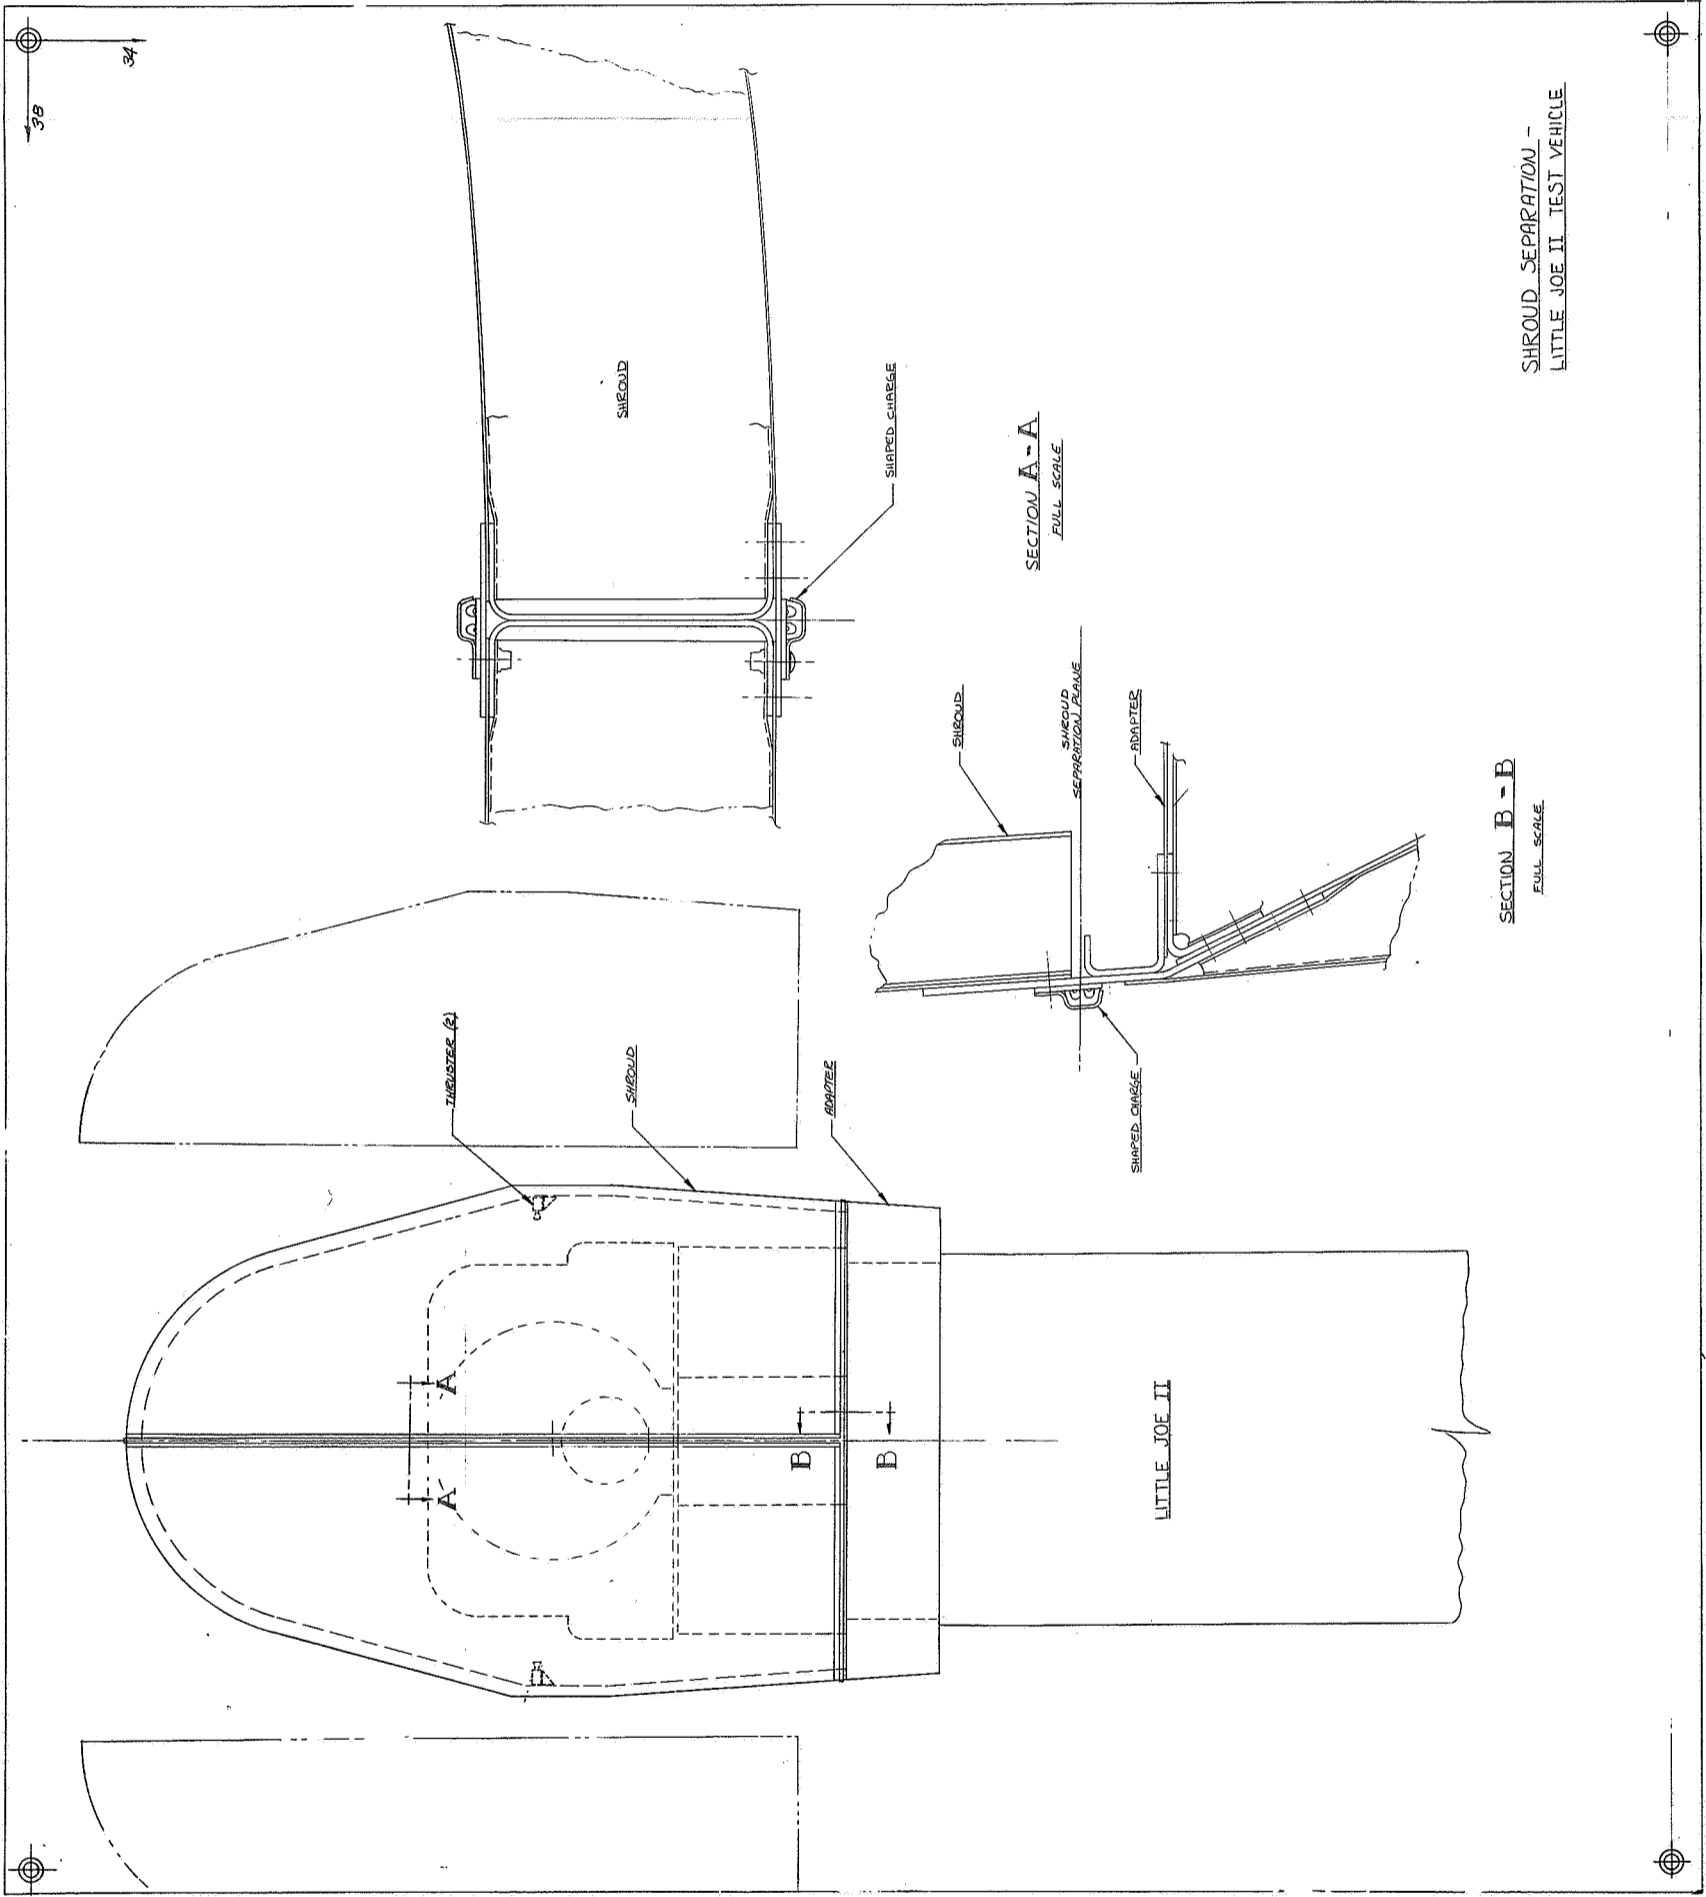 38
34
SHROUD
SHAPED CHARGE
SECTION A-A
FULL SCALE
THRUSTER (2)
SHROUD
ADAPTER
A
A
B
B
LITTLE JOE II
SHROUD
SHROUD
SEPARATION PLANE
ADAPTER
SHAPED CHARGE
SECTION B-B
FULL SCALE
SHROUD SEPARATION -
LITTLE JOE II TEST VEHICLE